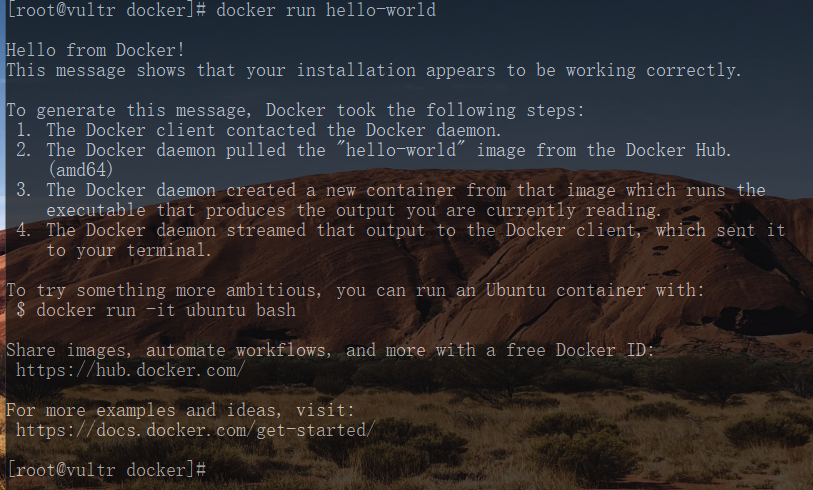 [root@vultr docker]# docker run hello-world
Hello from Docker!
This message shows that your installation appears to be working correctly.
To generate this message, Docker took the following steps:
1. The Docker client contacted the Docker daemon.
2. The Docker daemon pulled the "hello-world" image from the Docker Hub.
(amd64)
3. The Docker daemon created a new container from that image which runs the
executable that produces the output you are currently reading.
4. The Docker daemon streamed that output to the Docker client, which sent it
to your terminal.
To try something more ambitious, you can run an Ubuntu container with:
$ docker run -it ubuntu bash
Share images, automate workflows, and more with a free Docker ID:
https://hub.docker.com/
For more examples and ideas, visit:
https://docs.docker.com/get-started/
[root@vultr docker]#